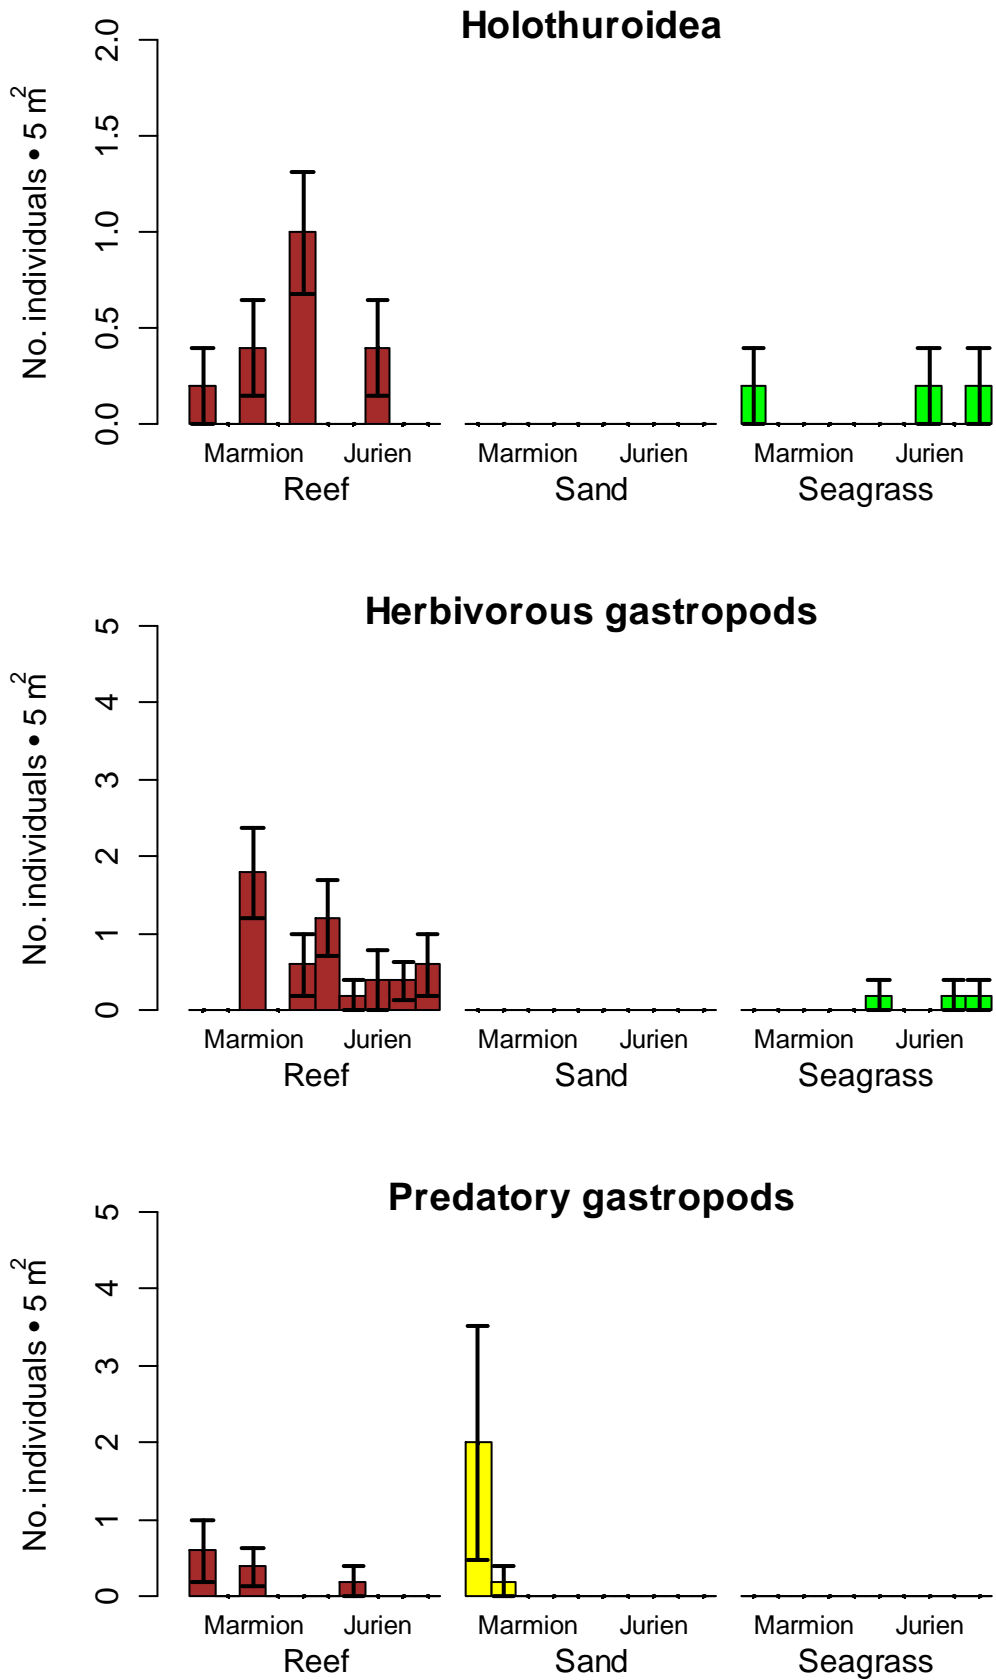 Holothuroidea
No. individuals • 5 m²
2.0
1.5
1.0
0.5
0.0
Marmion Jurien Marmion Jurien Marmion Jurien
Reef Sand Seagrass
Herbivorous gastropods
No. individuals • 5 m²
5
4
3
2
1
0
Marmion Jurien Marmion Jurien Marmion Jurien
Reef Sand Seagrass
Predatory gastropods
No. individuals • 5 m²
5
4
3
2
1
0
Marmion Jurien Marmion Jurien Marmion Jurien
Reef Sand Seagrass